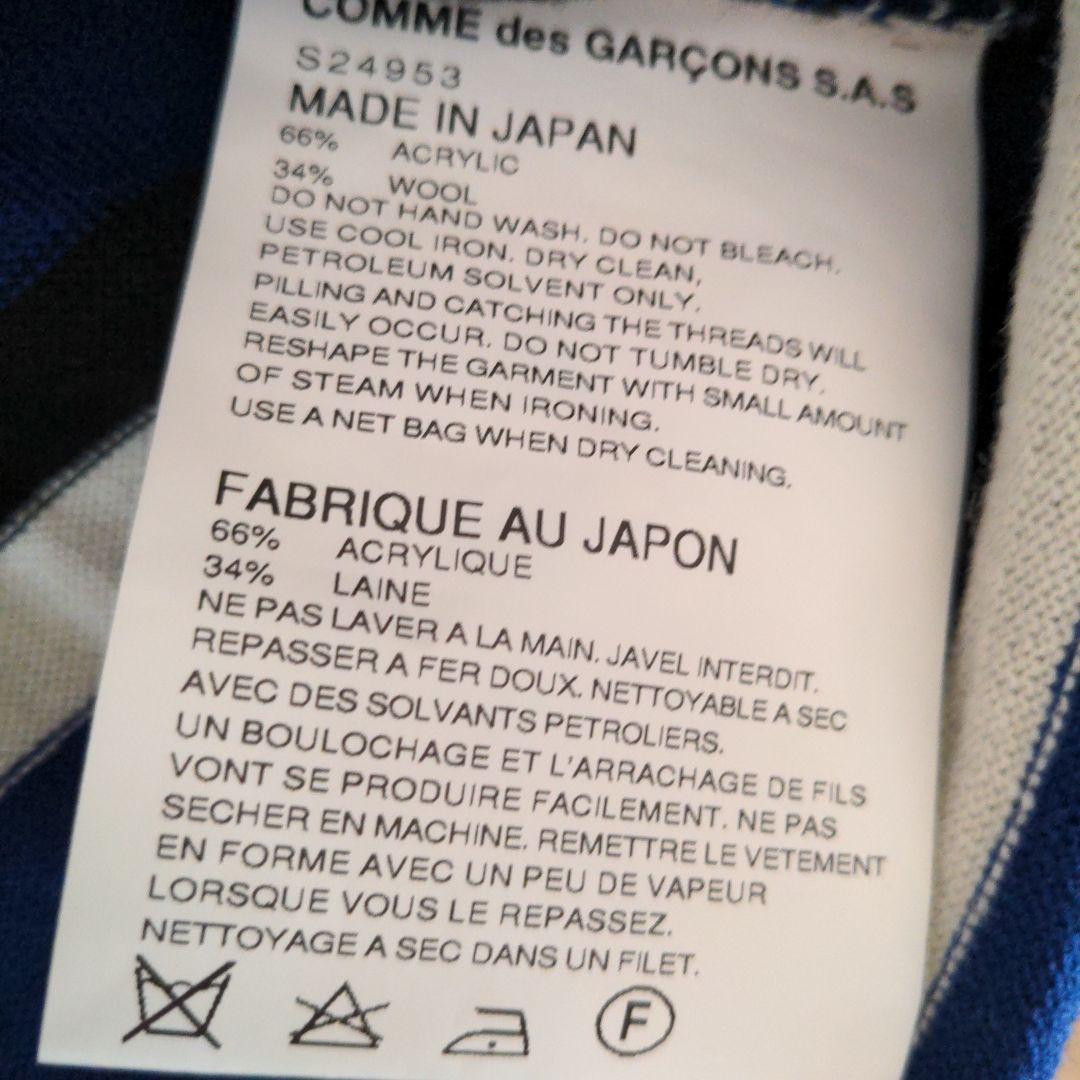 COMME des GARÇONS S.A.S
S24953
MADE IN JAPAN
66% ACRYLIC
34% WOOL
DO NOT HAND WASH. DO NOT BLEACH.
USE COOL IRON. DRY CLEAN,
PETROLEUM SOLVENT ONLY.
PILLING AND CATCHING THE THREADS WILL
EASILY OCCUR. DO NOT TUMBLE DRY.
RESHAPE THE GARMENT WITH SMALL AMOUNT
OF STEAM WHEN IRONING.
USE A NET BAG WHEN DRY CLEANING.
FABRIQUE AU JAPON
66% ACRYLIQUE
34% LAINE
NE PAS LAVER A LA MAIN. JAVEL INTERDIT.
REPASSER A FER DOUX. NETTOYABLE A SEC
AVEC DES SOLVANTS PETROLIERS.
UN BOULOCHAGE ET L'ARRACHAGE DE FILS
VONT SE PRODUIRE FACILEMENT. NE PAS
SECHER EN MACHINE. REMETTRE LE VETEMENT
EN FORME AVEC UN PEU DE VAPEUR
LORSQUE VOUS LE REPASSEZ.
NETTOYAGE A SEC DANS UN FILET.
F